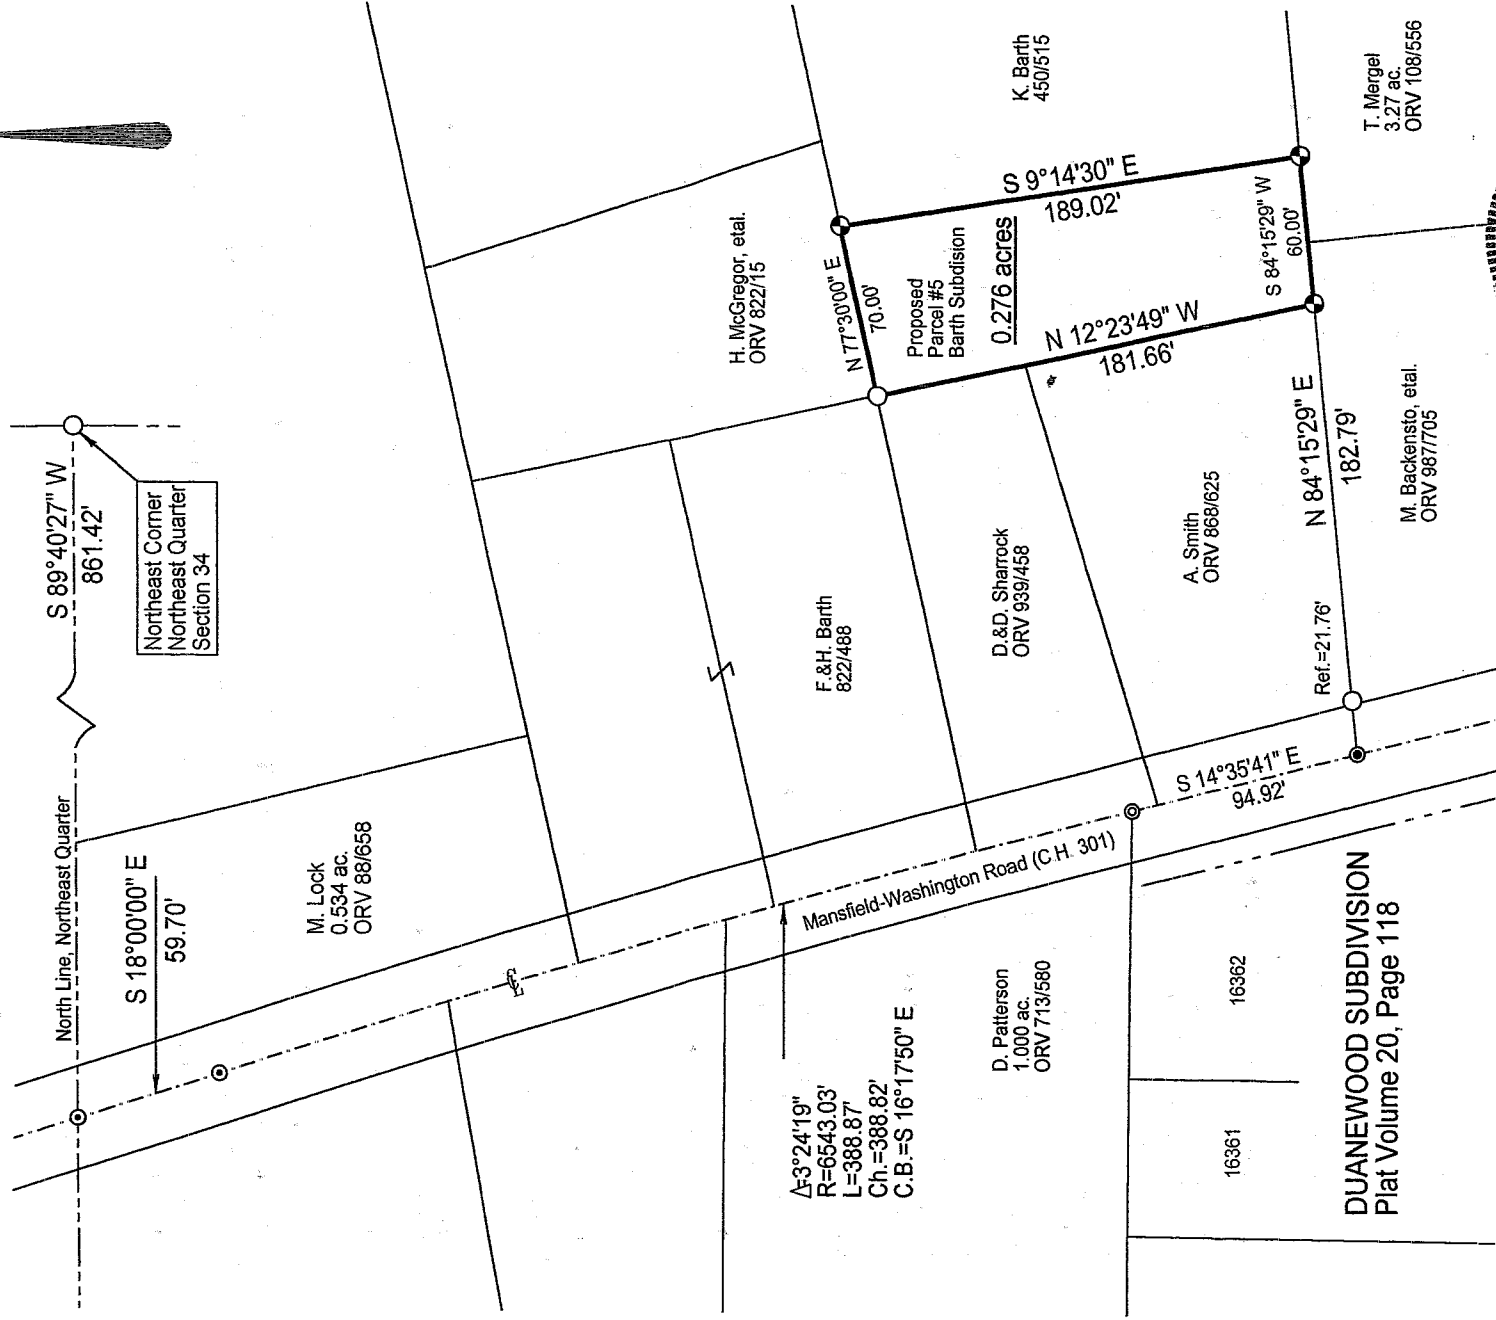 S 89°40'27" W
861.42'
Northeast Corner
Northeast Quarter
Section 34
North Line, Northeast Quarter
S 18°00'00" E
59.70'
M. Lock
0.534 ac.
ORV 88/658
H. McGregor, etal.
ORV 822/15
K. Barth
450/515
T. Mergel
3.27 ac.
ORV 108/556
N 77°30'00" E
70.00'
S 9°14'30" E
189.02'
Proposed
Parcel #5
Barth Subdivision
0.276 acres
N 12°23'49" W
181.66'
S 84°15'29" W
60.00'
F.&H. Barth
822/488
D.&D. Sharrock
ORV 939/458
A. Smith
ORV 868/625
N 84°15'29" E
182.79'
M. Backensto, etal.
ORV 987/705
Ref.=21.76'
S 14°35'41" E
94.92'
Mansfield-Washington Road (C.H. 301)
Δ=3°24'19"
R=6543.03'
L=388.87'
Ch.=388.82'
C.B.=S 16°17'50" E
D. Patterson
1.000 ac.
ORV 713/580
16362
16361
DUANEWOOD SUBDIVISION
Plat Volume 20, Page 118